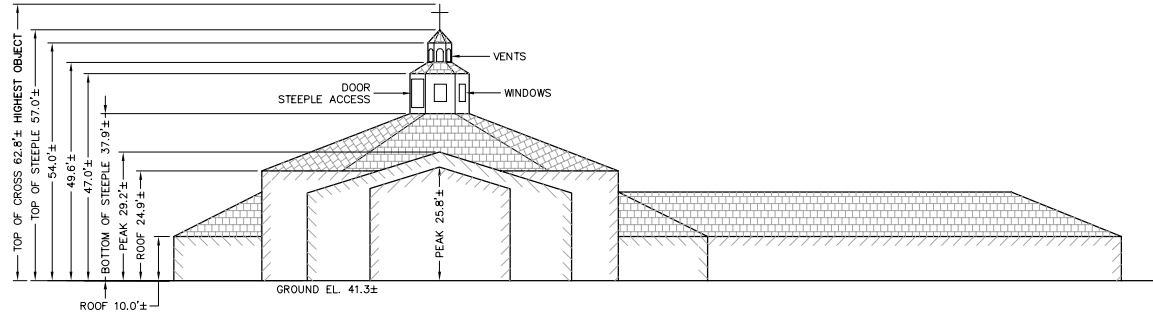 TOP OF CROSS 62.8'± HIGHEST OBJECT
TOP OF STEEPLE 57.0'±
54.0'±
49.6'±
47.0'±
BOTTOM OF STEEPLE 37.9'±
PEAK 29.2'±
ROOF 24.9'±
ROOF 10.0'±
VENTS
DOOR
STEEPLE ACCESS
WINDOWS
PEAK 25.8'±
GROUND EL. 41.3±